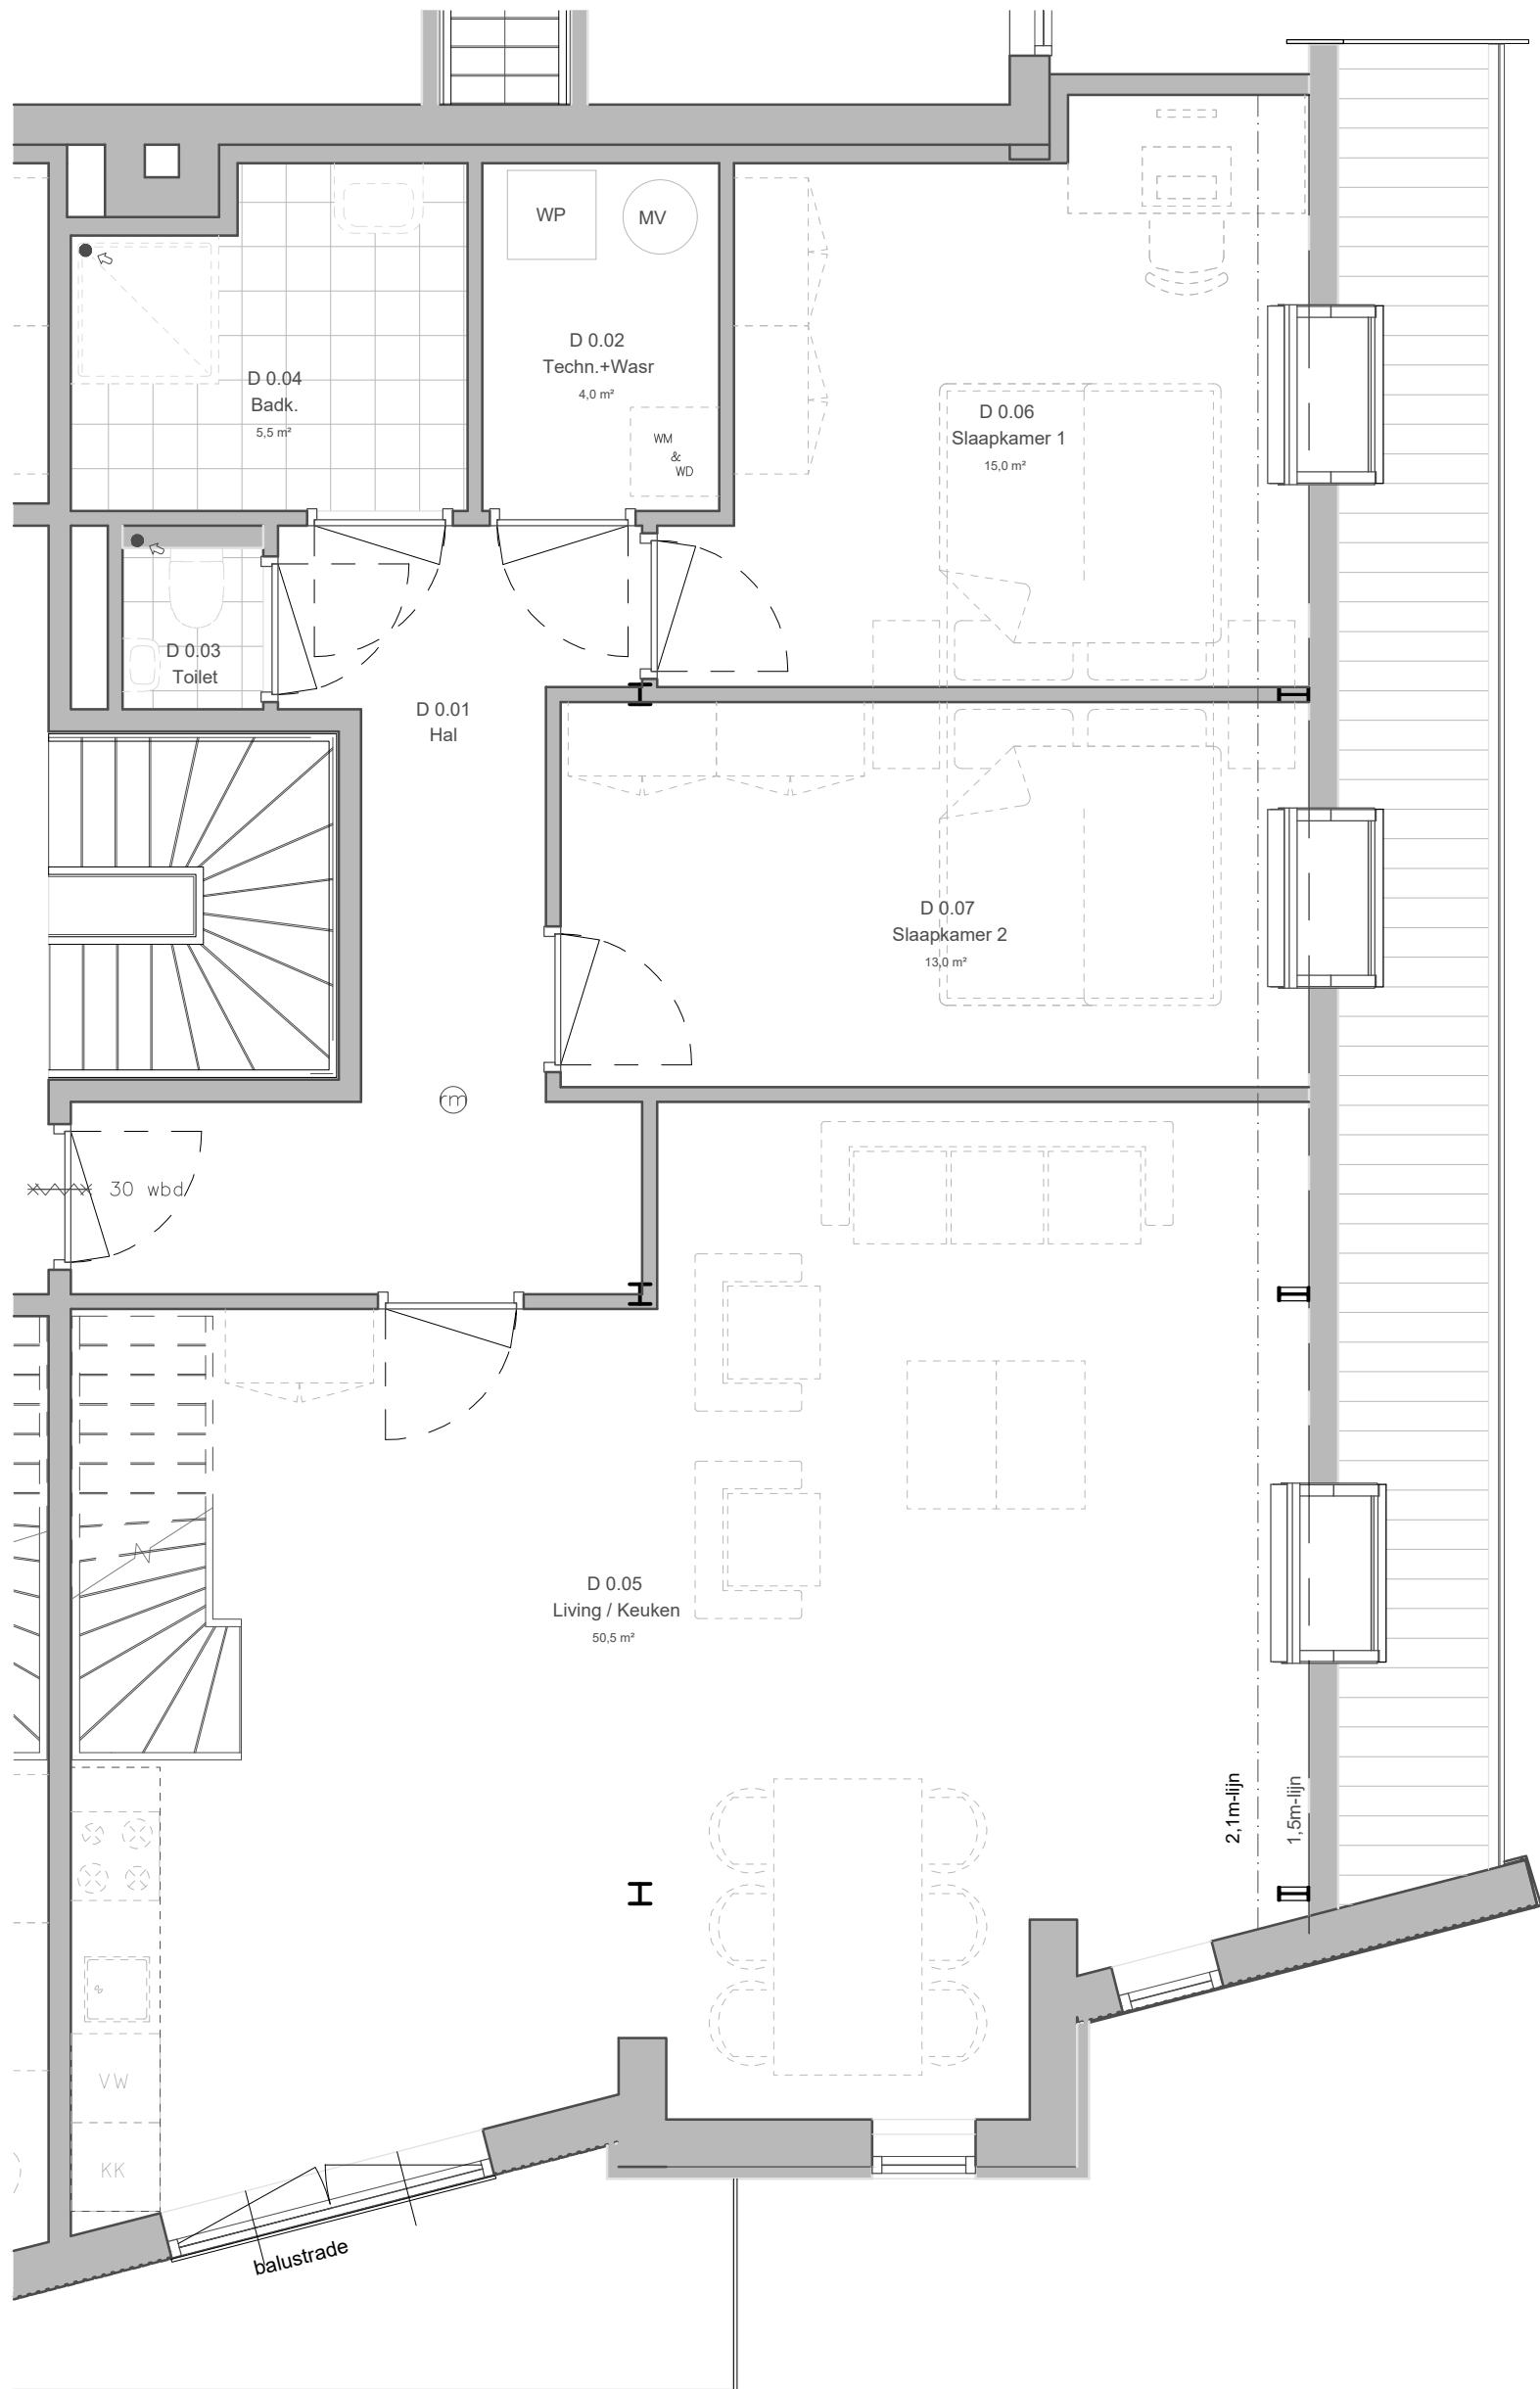 WP
MV
D 0.02
Techn.+Wasr
4,0 m²
D 0.04
Badk.
5,5 m²
D 0.06
Slaapkamer 1
15,0 m²
WM
&
WD
D 0.03
Toilet
D 0.01
Hal
D 0.07
Slaapkamer 2
13,0 m²
rm
30 wbd
D 0.05
Living / Keuken
50,5 m²
2,1m-lijn
1,5m-lijn
VW
KK
balustrade